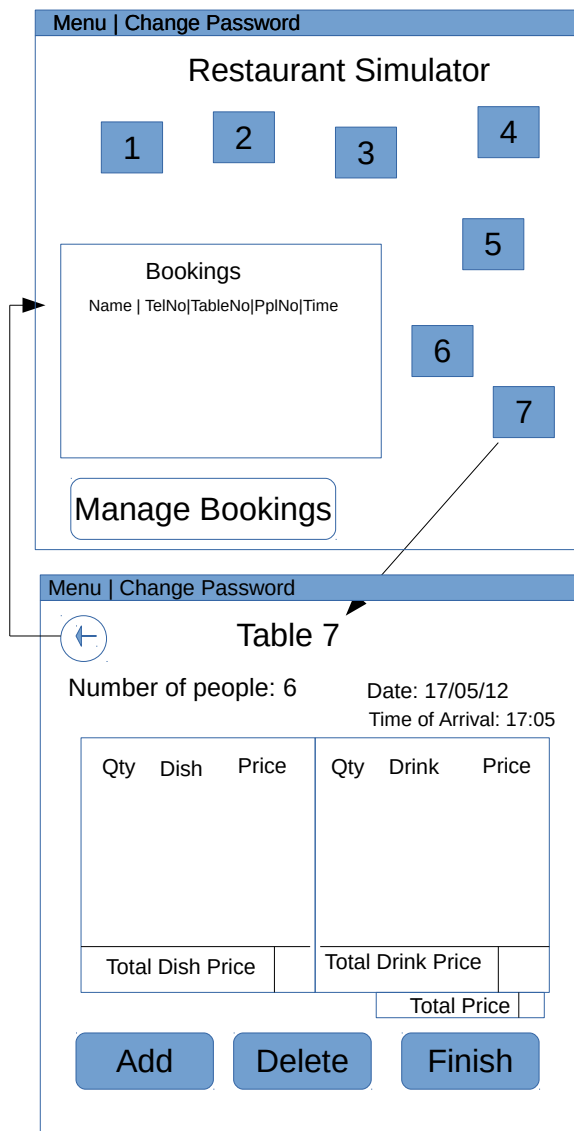 Menu | Change Password
Restaurant Simulator
1
2
3
4
5
Bookings
Name | TelNo|TableNo|PplNo|Time
6
7
Manage Bookings
Menu | Change Password
Table 7
Number of people: 6
Date: 17/05/12
Time of Arrival: 17:05
Qty Dish Price
Qty Drink Price
Total Dish Price
Total Drink Price
Total Price
Add
Delete
Finish